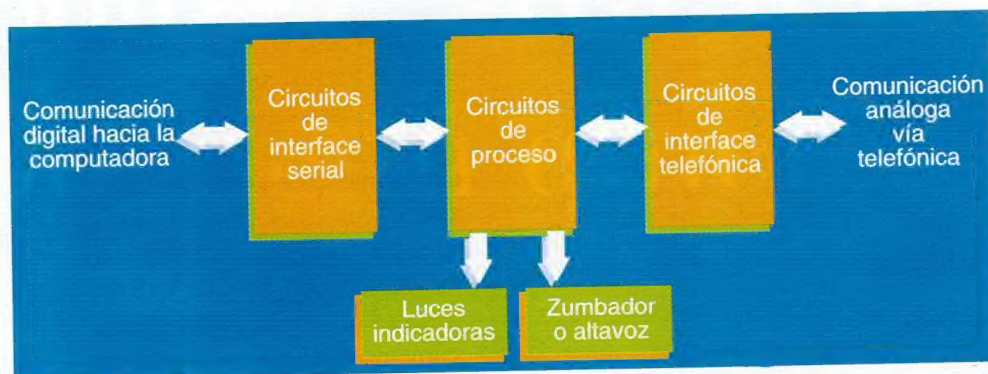 Comunicación
digital hacia la
computadora
Circuitos
de
interface
serial
Circuitos
de
proceso
Circuitos
de
interface
telefónica
Comunicación
análoga
vía
telefónica
Luces
indicadoras
Zumbador
o altavoz